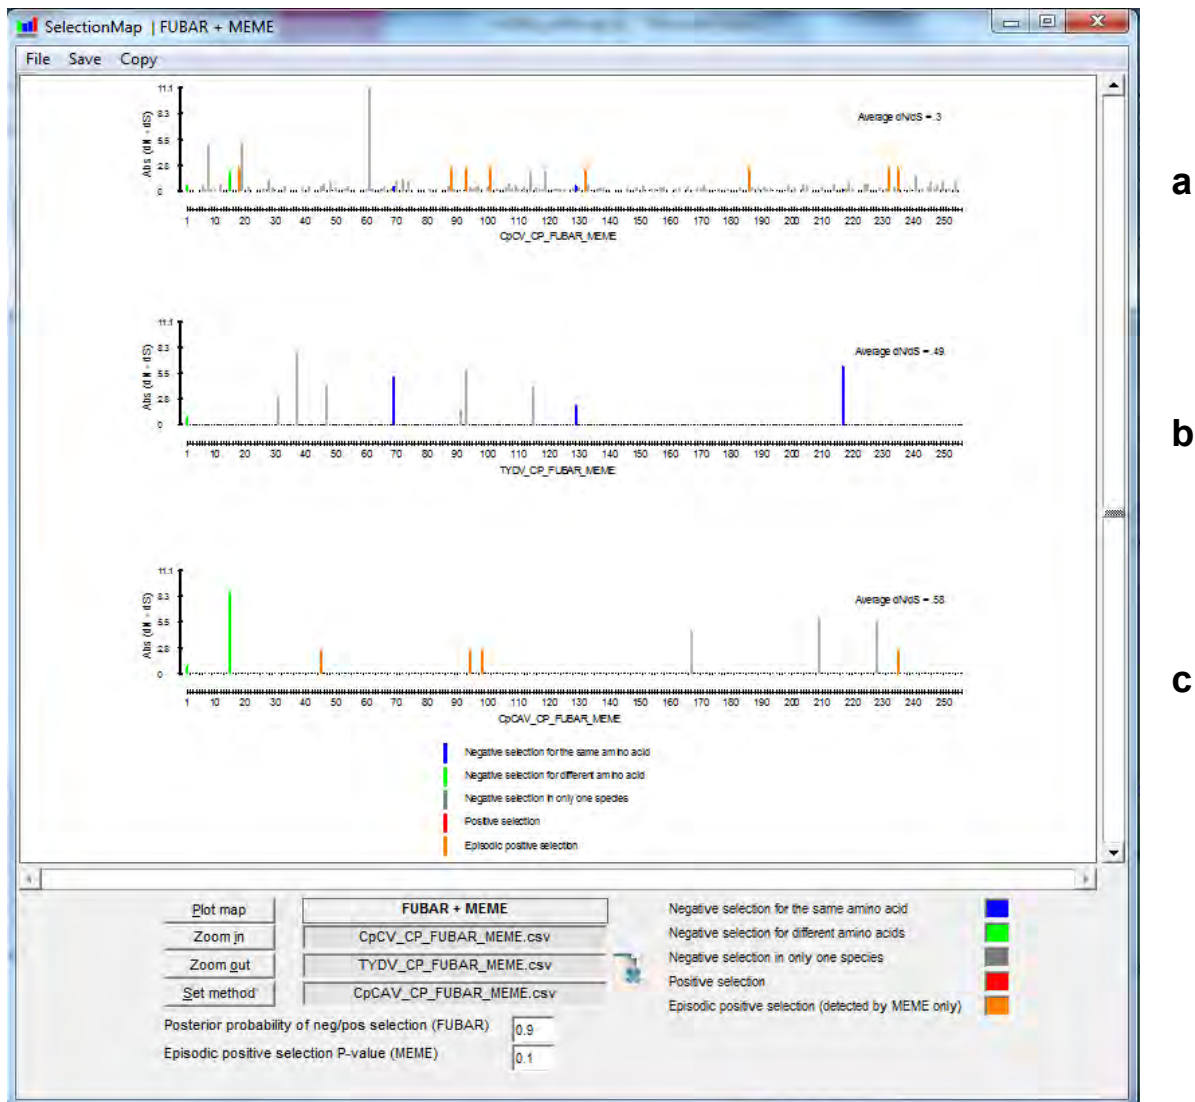 SelectionMap | FUBAR + MEME
File Save Copy
11.1
8.3
5.5
2.8
0
Abs (dN - dS)
Average dN/dS = .3
a
1 10 20 30 40 50 60 70 80 90 100 110 120 130 140 150 160 170 180 190 200 210 220 230 240 250
CpCV_CP_FUBAR_MEME
11.1
8.3
5.5
2.8
0
Abs (dN - dS)
Average dN/dS = .49
b
1 10 20 30 40 50 60 70 80 90 100 110 120 130 140 150 160 170 180 190 200 210 220 230 240 250
TYDV_CP_FUBAR_MEME
11.1
8.3
5.5
2.8
0
Abs (dN - dS)
Average dN/dS = .58
c
1 10 20 30 40 50 60 70 80 90 100 110 120 130 140 150 160 170 180 190 200 210 220 230 240 250
CpCAV_CP_FUBAR_MEME
Negative selection for the same amino acid
Negative selection for different amino acid
Negative selection in only one species
Positive selection
Episodic positive selection
Plot map
Zoom in
Zoom out
Set method
FUBAR + MEME
CpCV_CP_FUBAR_MEME.csv
TYDV_CP_FUBAR_MEME.csv
CpCAV_CP_FUBAR_MEME.csv
Negative selection for the same amino acid
Negative selection for different amino acids
Negative selection in only one species
Positive selection
Episodic positive selection (detected by MEME only)
Posterior probability of neg/pos selection (FUBAR) 0.9
Episodic positive selection P-value (MEME) 0.1